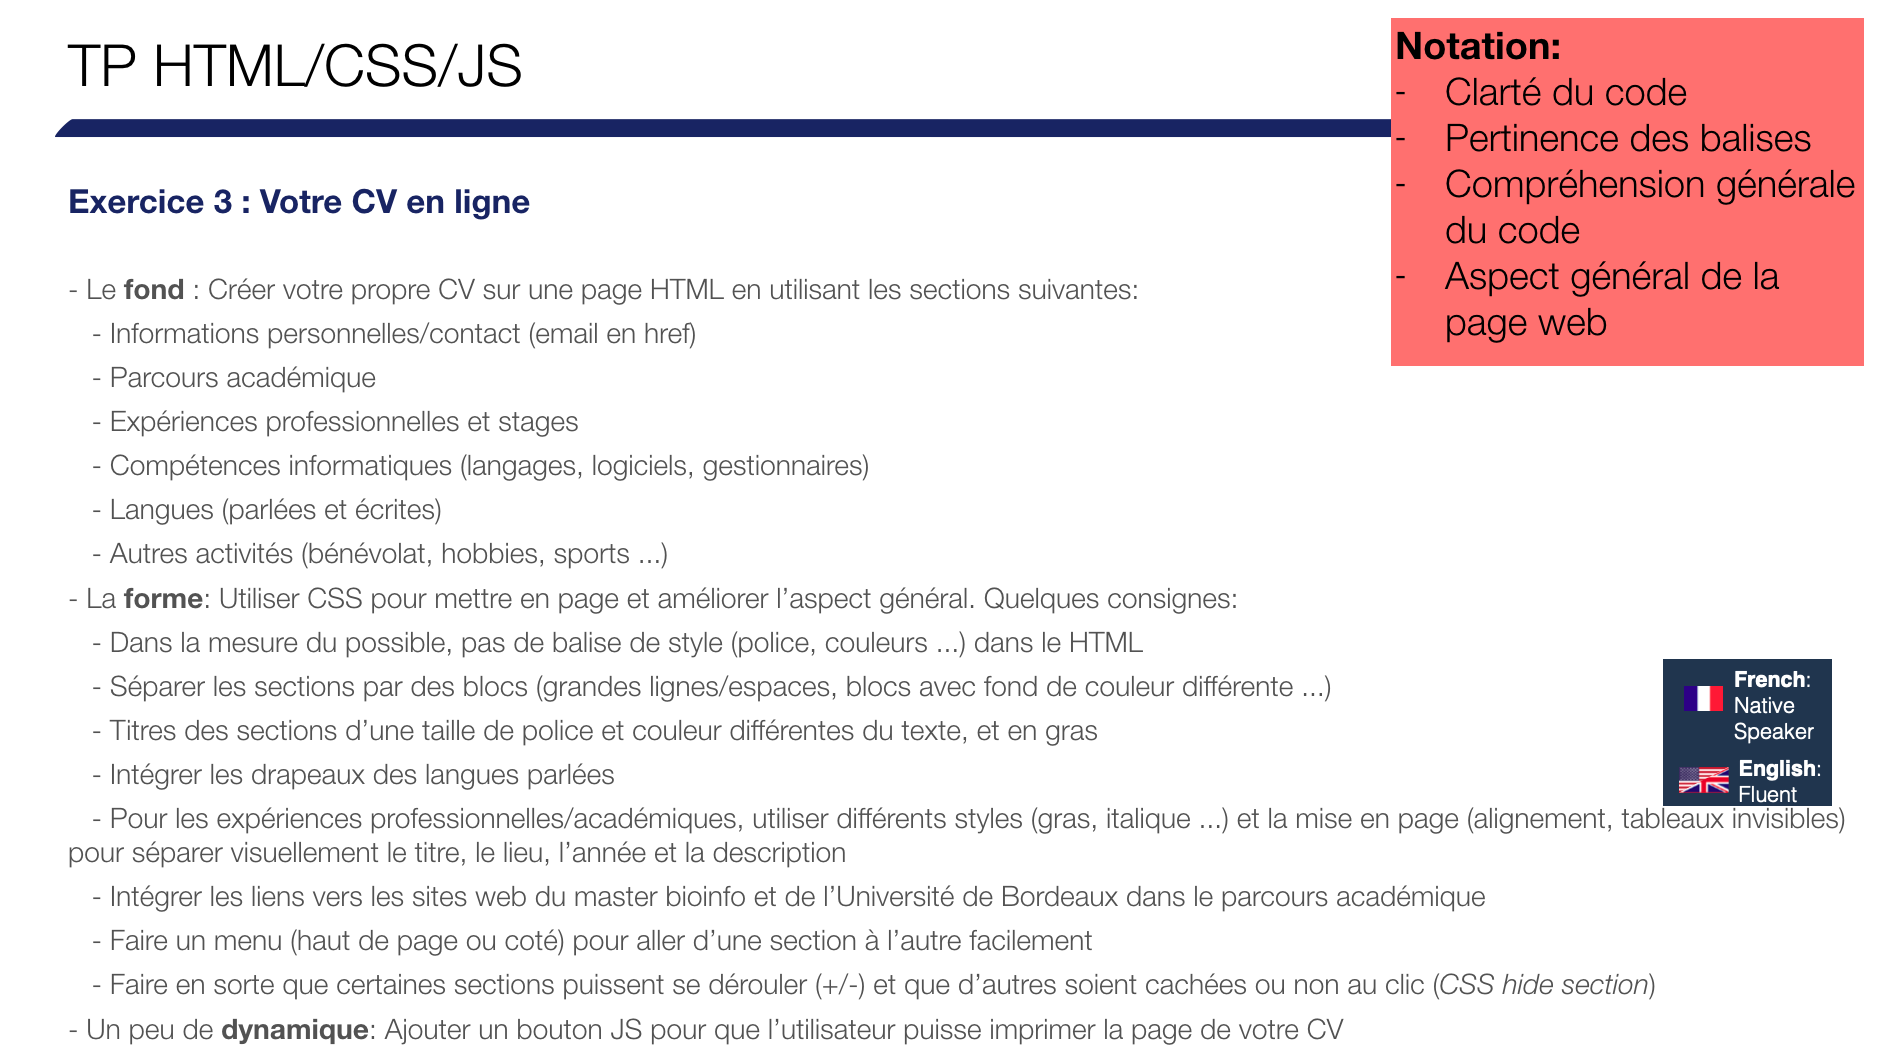 TP HTML/CSS/JS
Notation:
- Clarté du code
- Pertinence des balises
- Compréhension générale
du code
- Aspect général de la
page web
Exercice 3 : Votre CV en ligne
- Le fond : Créer votre propre CV sur une page HTML en utilisant les sections suivantes:
- Informations personnelles/contact (email en href)
- Parcours académique
- Expériences professionnelles et stages
- Compétences informatiques (langages, logiciels, gestionnaires)
- Langues (parlées et écrites)
- Autres activités (bénévolat, hobbies, sports ...)
- La forme: Utiliser CSS pour mettre en page et améliorer l’aspect général. Quelques consignes:
- Dans la mesure du possible, pas de balise de style (police, couleurs ...) dans le HTML
- Séparer les sections par des blocs (grandes lignes/espaces, blocs avec fond de couleur différente ...)
- Titres des sections d’une taille de police et couleur différentes du texte, et en gras
- Intégrer les drapeaux des langues parlées
French:
Native
Speaker
English:
Fluent
- Pour les expériences professionnelles/académiques, utiliser différents styles (gras, italique ...) et la mise en page (alignement, tableaux invisibles)
pour séparer visuellement le titre, le lieu, l’année et la description
- Intégrer les liens vers les sites web du master bioinfo et de l’Université de Bordeaux dans le parcours académique
- Faire un menu (haut de page ou coté) pour aller d’une section à l’autre facilement
- Faire en sorte que certaines sections puissent se dérouler (+/-) et que d’autres soient cachées ou non au clic (CSS hide section)
- Un peu de dynamique: Ajouter un bouton JS pour que l’utilisateur puisse imprimer la page de votre CV